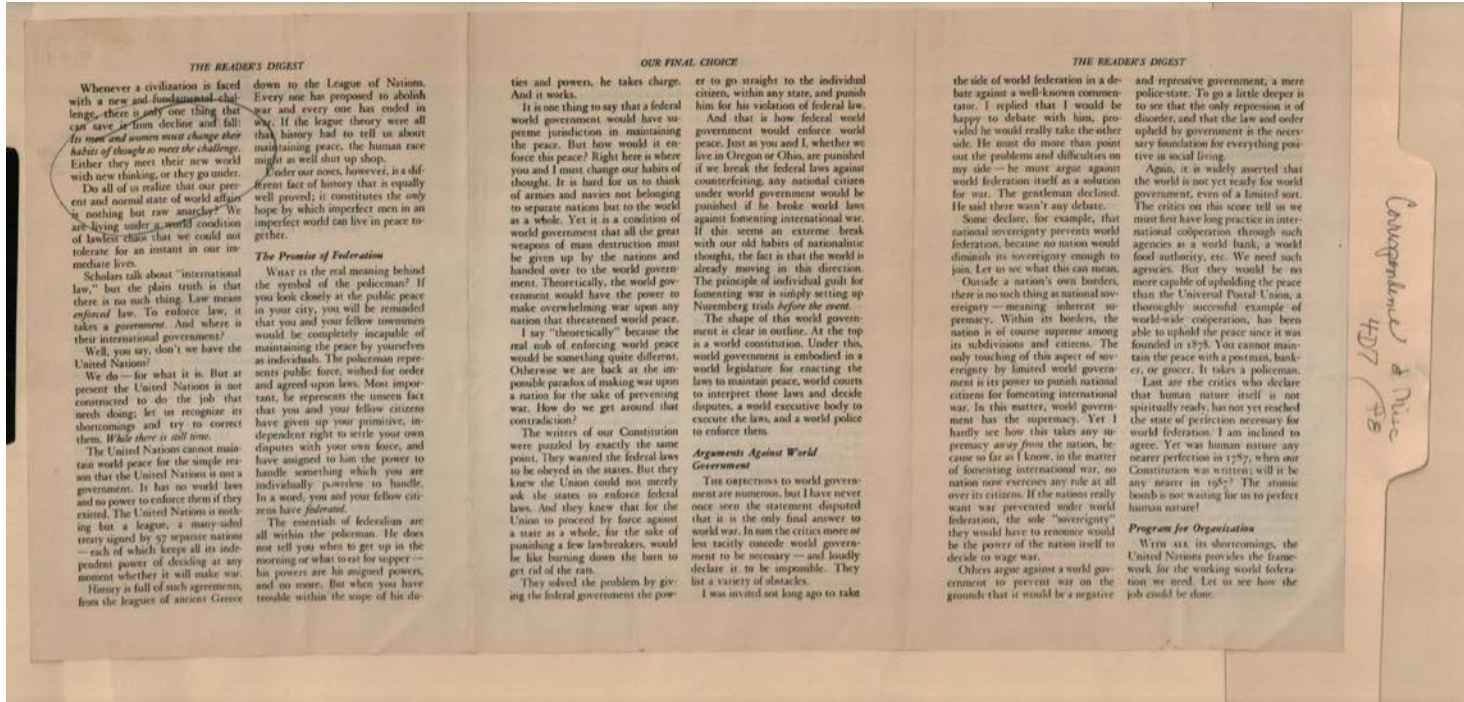 THE READER'S DIGEST
Whenever a civilization is faced
with a new and fundamental chal-
lenge, there is only one thing that
can save it from decline and fall:
Its men and women must change their
habits of thought to meet the challenge.
Either they meet their new world
with new thinking, or they go under.
Do all of us realize that our pres-
ent and normal state of world affairs
is nothing but raw anarchy? We
are living under a world condition
of lawless chaos that we could not
tolerate for an instant in our im-
mediate lives.
Scholars talk about "international
law," but the plain truth is that
there is no such thing. Law means
enforced law. To enforce law, it
takes a government. And where is
their international government?
Well, you say, don't we have the
United Nations?
We do — for what it is. But at
present the United Nations is not
constructed to do the job that
needs doing; let us recognize its
shortcomings and try to correct
them. While there is still time.
The United Nations cannot main-
tain world peace for the simple rea-
son that the United Nations is not a
government. It has no world laws
and no power to enforce them if they
existed. The United Nations is noth-
ing but a league, a many-sided
treaty signed by 57 separate nations
— each of which keeps all its inde-
pendent power of deciding at any
moment whether it will make war.
History is full of such agreements,
from the leagues of ancient Greece
down to the League of Nations.
Every one has proposed to abolish
war and every one has ended in
war. If the league theory were all
that history had to tell us about
maintaining peace, the human race
might as well shut up shop.
Under our noses, however, is a dif-
ferent fact of history that is equally
well proved; it constitutes the only
hope by which imperfect men in an
imperfect world can live in peace to-
gether.
The Promise of Federation
WHAT is the real meaning behind
the symbol of the policeman? If
you look closely at the public peace
in your city, you will be reminded
that you and your fellow townsmen
would be completely incapable of
maintaining the peace by yourselves
as individuals. The policeman repre-
sents public force, wished-for order
and agreed-upon laws. Most impor-
tant, he represents the unseen fact
that you and your fellow citizens
have given up your primitive, in-
dependent right to settle your own
disputes with your own force, and
have assigned to him the power to
handle something which you are
individually powerless to handle.
In a word, you and your fellow citi-
zens have federated.
The essentials of federalism are
all within the policeman. He does
not tell you when to get up in the
morning or what to eat for supper —
his powers are his assigned powers,
and no more. But when you have
trouble within the scope of his du-
OUR FINAL CHOICE
ties and powers, he takes charge.
And it works.
It is one thing to say that a federal
world government would have su-
preme jurisdiction in maintaining
the peace. But how would it en-
force this peace? Right here is where
you and I must change our habits of
thought. It is hard for us to think
of armies and navies not belonging
to separate nations but to the world
as a whole. Yet it is a condition of
world government that all the great
weapons of mass destruction must
be given up by the nations and
handed over to the world govern-
ment. Theoretically, the world gov-
ernment would have the power to
make overwhelming war upon any
nation that threatened world peace.
I say "theoretically" because the
real nub of enforcing world peace
would be something quite different.
Otherwise we are back at the im-
possible paradox of making war upon
a nation for the sake of preventing
war. How do we get around that
contradiction?
The writers of our Constitution
were puzzled by exactly the same
point. They wanted the federal laws
to be obeyed in the states. But they
knew the Union could not merely
ask the states to enforce federal
laws. And they knew that for the
Union to proceed by force against
a state as a whole, for the sake of
punishing a few lawbreakers, would
be like burning down the barn to
get rid of the rats.
They solved the problem by giv-
ing the federal government the pow-
er to go straight to the individual
citizen, within any state, and punish
him for his violation of federal law.
And that is how federal world
government would enforce world
peace. Just as you and I, whether we
live in Oregon or Ohio, are punished
if we break the federal laws against
counterfeiting, any national citizen
under world government would be
punished if he broke world laws
against fomenting international war.
If this seems an extreme break
with our old habits of nationalistic
thought, the fact is that the world is
already moving in this direction.
The principle of individual guilt for
fomenting war is simply setting up
Nuremberg trials before the event.
The shape of this world govern-
ment is clear in outline. At the top
is a world constitution. Under this,
world government is embodied in a
world legislature for enacting the
laws to maintain peace, world courts
to interpret those laws and decide
disputes, a world executive body to
execute the laws, and a world police
to enforce them.
Arguments Against World
Government
THE OBJECTIONS to world govern-
ment are numerous, but I have never
once seen the statement disputed
that it is the only final answer to
world war. In sum the critics more or
less tacitly concede world govern-
ment to be necessary — and loudly
declare it to be impossible. They
list a variety of obstacles.
I was invited not long ago to take
THE READER'S DIGEST
the side of world federation in a de-
bate against a well-known commen-
tator. I replied that I would be
happy to debate with him, pro-
vided he would really take the other
side. He must do more than point
out the problems and difficulties on
my side — he must argue against
world federation itself as a solution
for war. The gentleman declined.
He said there wasn't any debate.
Some declare, for example, that
national sovereignty prevents world
federation, because no nation would
diminish its sovereignty enough to
join. Let us see what this can mean.
Outside a nation's own borders,
there is no such thing as national sov-
ereignty — meaning inherent su-
premacy. Within its borders, the
nation is of course supreme among
its subdivisions and citizens. The
only touching of this aspect of sov-
ereignty by limited world govern-
ment is its power to punish national
citizens for fomenting international
war. In this matter, world govern-
ment has the supremacy. Yet I
hardly see how this takes any su-
premacy away from the nation, be-
cause so far as I know, in the matter
of fomenting international war, no
nation now exercises any rule at all
over its citizens. If the nations really
want war prevented under world
federation, the sole "sovereignty"
they would have to renounce would
be the power of the nation itself to
decide to wage war.
Others argue against a world gov-
ernment to prevent war on the
grounds that it would be a negative
and repressive government, a mere
police-state. To go a little deeper is
to see that the only repression is of
disorder, and that the law and order
upheld by government is the neces-
sary foundation for everything posi-
tive in social living.
Again, it is widely asserted that
the world is not yet ready for world
government, even of a limited sort.
The critics on this score tell us we
must first have long practice in inter-
national coöperation through such
agencies as a world bank, a world
food authority, etc. We need such
agencies. But they would be no
more capable of upholding the peace
than the Universal Postal Union, a
thoroughly successful example of
world-wide coöperation, has been
able to uphold the peace since it was
founded in 1878. You cannot main-
tain the peace with a postman, bank-
er, or grocer. It takes a policeman.
Last are the critics who declare
that human nature itself is not
spiritually ready, has not yet reached
the state of perfection necessary for
world federation. I am inclined to
agree. Yet was human nature any
nearer perfection in 1787, when our
Constitution was written; will it be
any nearer in 1987? The atomic
bomb is not waiting for us to perfect
human nature!
Program for Organization
WITH ALL its shortcomings, the
United Nations provides the frame-
work for the working world federa-
tion we need. Let us see how the
job could be done.
Correspondence & Misc
4D7 / F8